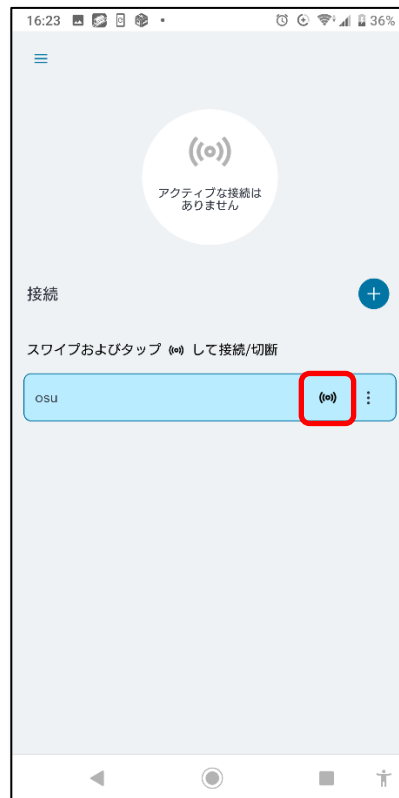 16:23
36%
アクティブな接続は
ありません
接続
スワイプおよびタップ して接続/切断
osu